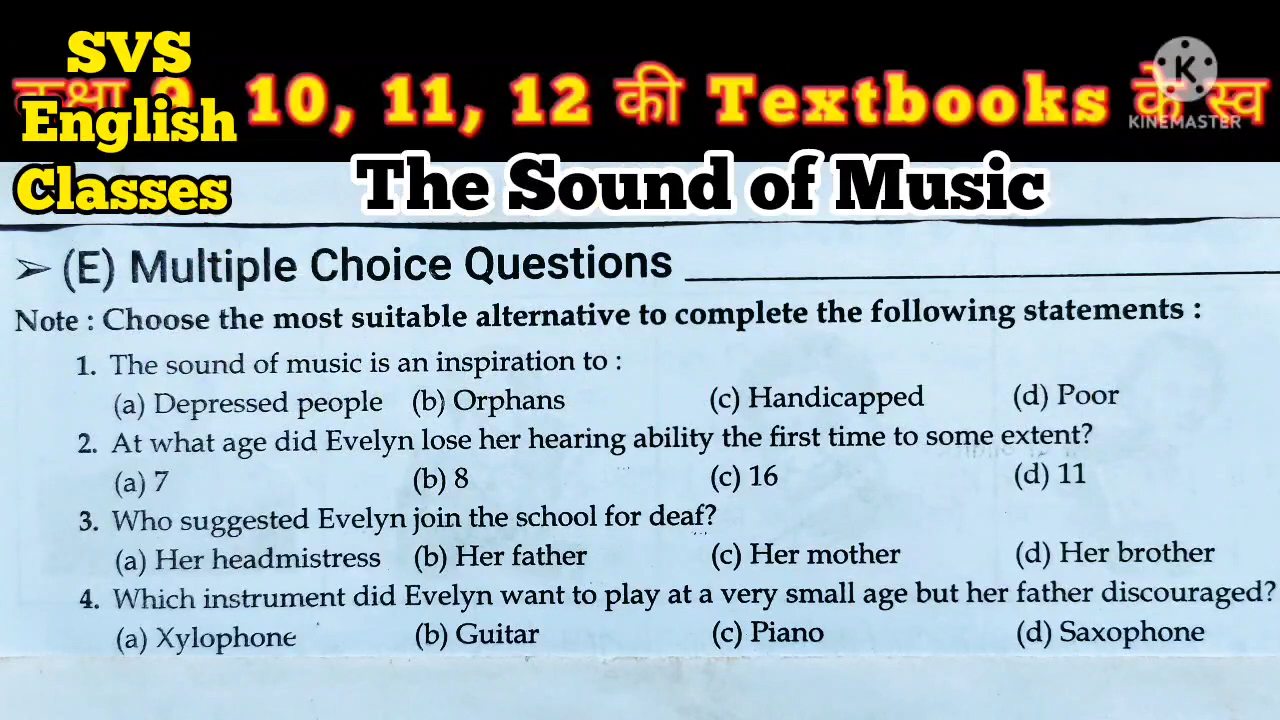 SVS
English
Classes
कक्षा 9, 10, 11, 12 की Textbooks के स्व
KINEMASTER
The Sound of Music
➢ (E) Multiple Choice Questions
Note : Choose the most suitable alternative to complete the following statements :
1. The sound of music is an inspiration to :
(a) Depressed people (b) Orphans (c) Handicapped (d) Poor
2. At what age did Evelyn lose her hearing ability the first time to some extent?
(a) 7 (b) 8 (c) 16 (d) 11
3. Who suggested Evelyn join the school for deaf?
(a) Her headmistress (b) Her father (c) Her mother (d) Her brother
4. Which instrument did Evelyn want to play at a very small age but her father discouraged?
(a) Xylophone (b) Guitar (c) Piano (d) Saxophone